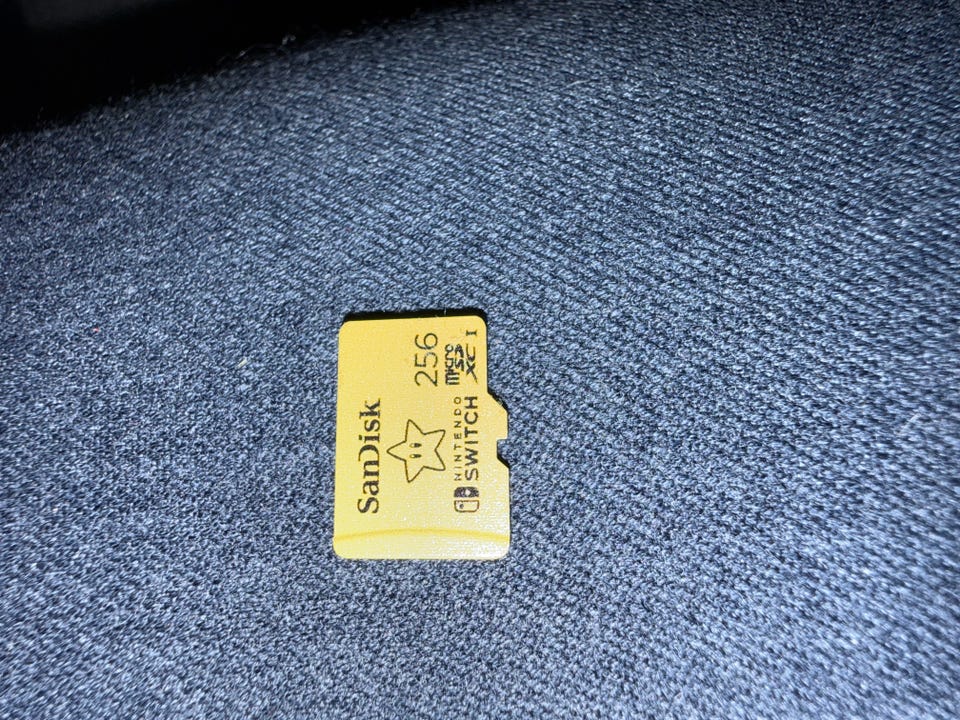 SanDisk
256
NINTENDO
SWITCH
micro
SD
XC I